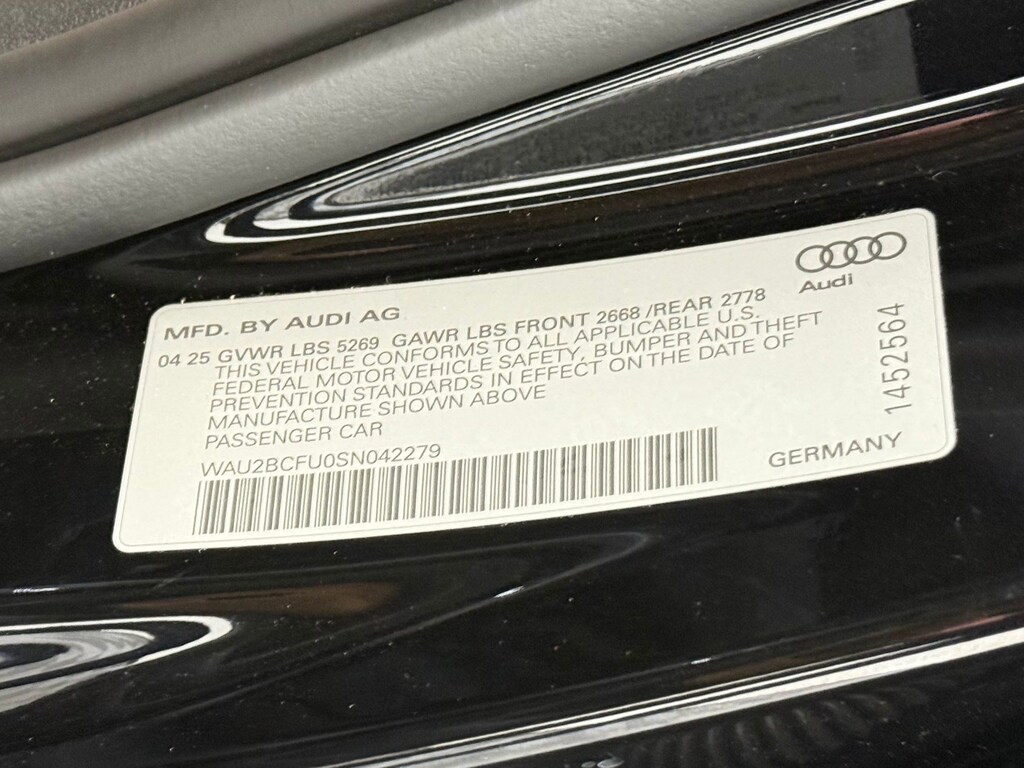 Audi
MFD. BY AUDI AG
04 25 GVWR LBS 5269 GAWR LBS FRONT 2668 /REAR 2778
THIS VEHICLE CONFORMS TO ALL APPLICABLE U.S.
FEDERAL MOTOR VEHICLE SAFETY, BUMPER AND THEFT
PREVENTION STANDARDS IN EFFECT ON THE DATE OF
MANUFACTURE SHOWN ABOVE
PASSENGER CAR
WAU2BCFU0SN042279
GERMANY
1452564